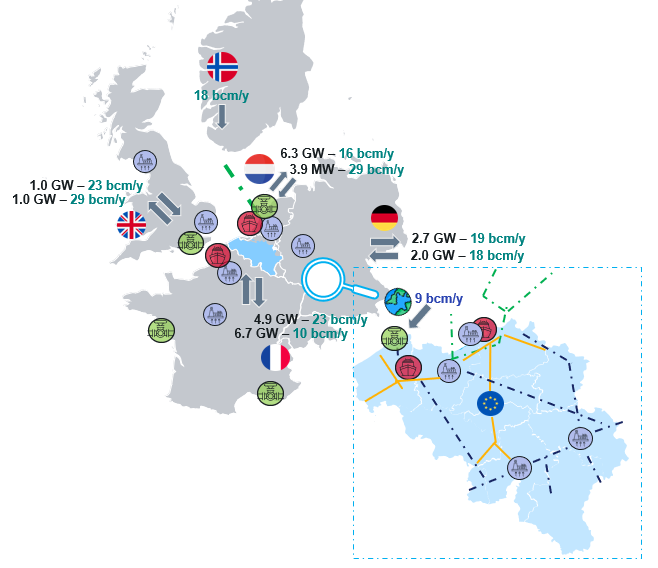 18 bcm/y
6.3 GW – 16 bcm/y
3.9 MW – 29 bcm/y
1.0 GW – 23 bcm/y
1.0 GW – 29 bcm/y
2.7 GW – 19 bcm/y
2.0 GW – 18 bcm/y
9 bcm/y
4.9 GW – 23 bcm/y
6.7 GW – 10 bcm/y